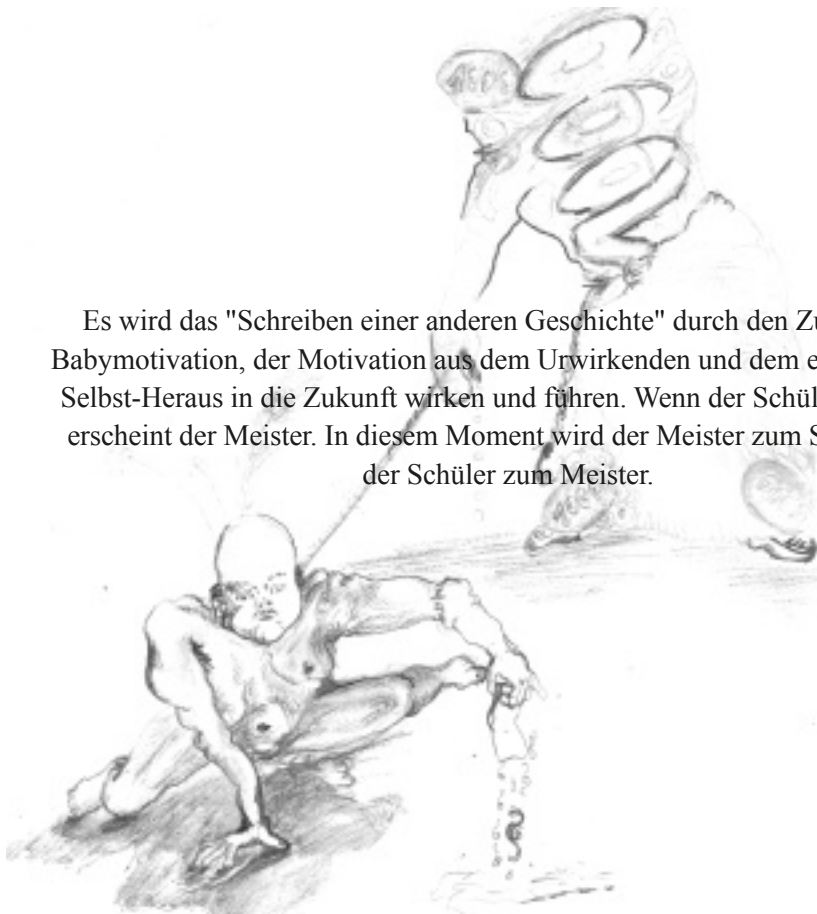 Es wird das "Schreiben einer anderen Geschichte" durch den
Babymotivation, der Motivation aus dem Urwirkenden und dem
Selbst-Heraus in die Zukunft wirken und führen. Wenn der
erscheint der Meister. In diesem Moment wird der Meister zum
der Schüler zum Meister.